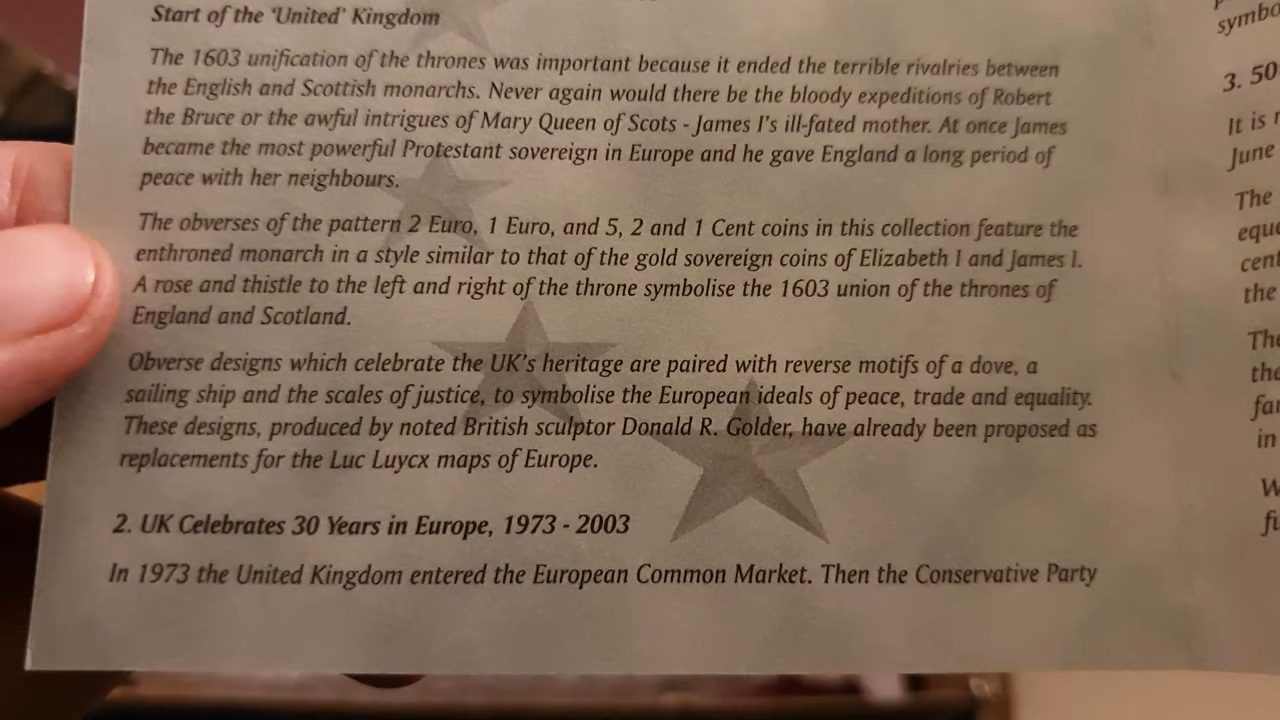 Start of the 'United' Kingdom
The 1603 unification of the thrones was important because it ended the terrible rivalries between
the English and Scottish monarchs. Never again would there be the bloody expeditions of Robert
the Bruce or the awful intrigues of Mary Queen of Scots - James I's ill-fated mother. At once James
became the most powerful Protestant sovereign in Europe and he gave England a long period of
peace with her neighbours.
The obverses of the pattern 2 Euro, 1 Euro, and 5, 2 and 1 Cent coins in this collection feature the
enthroned monarch in a style similar to that of the gold sovereign coins of Elizabeth I and James I.
A rose and thistle to the left and right of the throne symbolise the 1603 union of the thrones of
England and Scotland.
Obverse designs which celebrate the UK's heritage are paired with reverse motifs of a dove, a
sailing ship and the scales of justice, to symbolise the European ideals of peace, trade and equality.
These designs, produced by noted British sculptor Donald R. Golder, have already been proposed as
replacements for the Luc Luycx maps of Europe.
2. UK Celebrates 30 Years in Europe, 1973 - 2003
In 1973 the United Kingdom entered the European Common Market. Then the Conservative Party
3. 50
It is
June
The
the
in